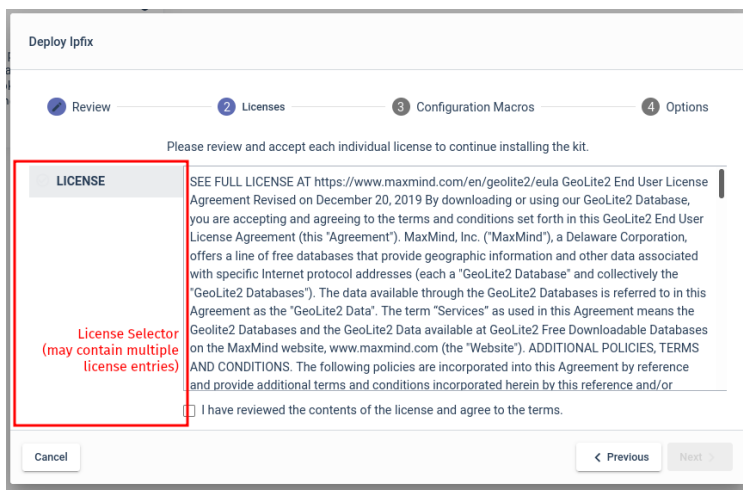 Deploy Ipfix
Review
2 Licenses
3 Configuration Macros
4 Options
Please review and accept each individual license to continue installing the kit.
LICENSE
SEE FULL LICENSE AT https://www.maxmind.com/en/geolite2/eula GeoLite2 End User License
Agreement Revised on December 20, 2019 By downloading or using our GeoLite2 Database,
you are accepting and agreeing to the terms and conditions set forth in this GeoLite2 End User
License Agreement (this "Agreement"). MaxMind, Inc. ("MaxMind"), a Delaware Corporation,
offers a line of free databases that provide geographic information and other data associated
with specific Internet protocol addresses (each a "GeoLite2 Database" and collectively the
"GeoLite2 Databases"). The data available through the GeoLite2 Databases is referred to in this
Agreement as the "GeoLite2 Data". The term “Services” as used in this Agreement means the
Geolite2 Databases and the GeoLite2 Data available at GeoLite2 Free Downloadable Databases
on the MaxMind website, www.maxmind.com (the "Website"). ADDITIONAL POLICIES, TERMS
AND CONDITIONS. The following policies are incorporated into this Agreement by reference
and provide additional terms and conditions incorporated herein by this reference and/or
License Selector
(may contain multiple
license entries)
I have reviewed the contents of the license and agree to the terms.
Cancel
Previous
Next